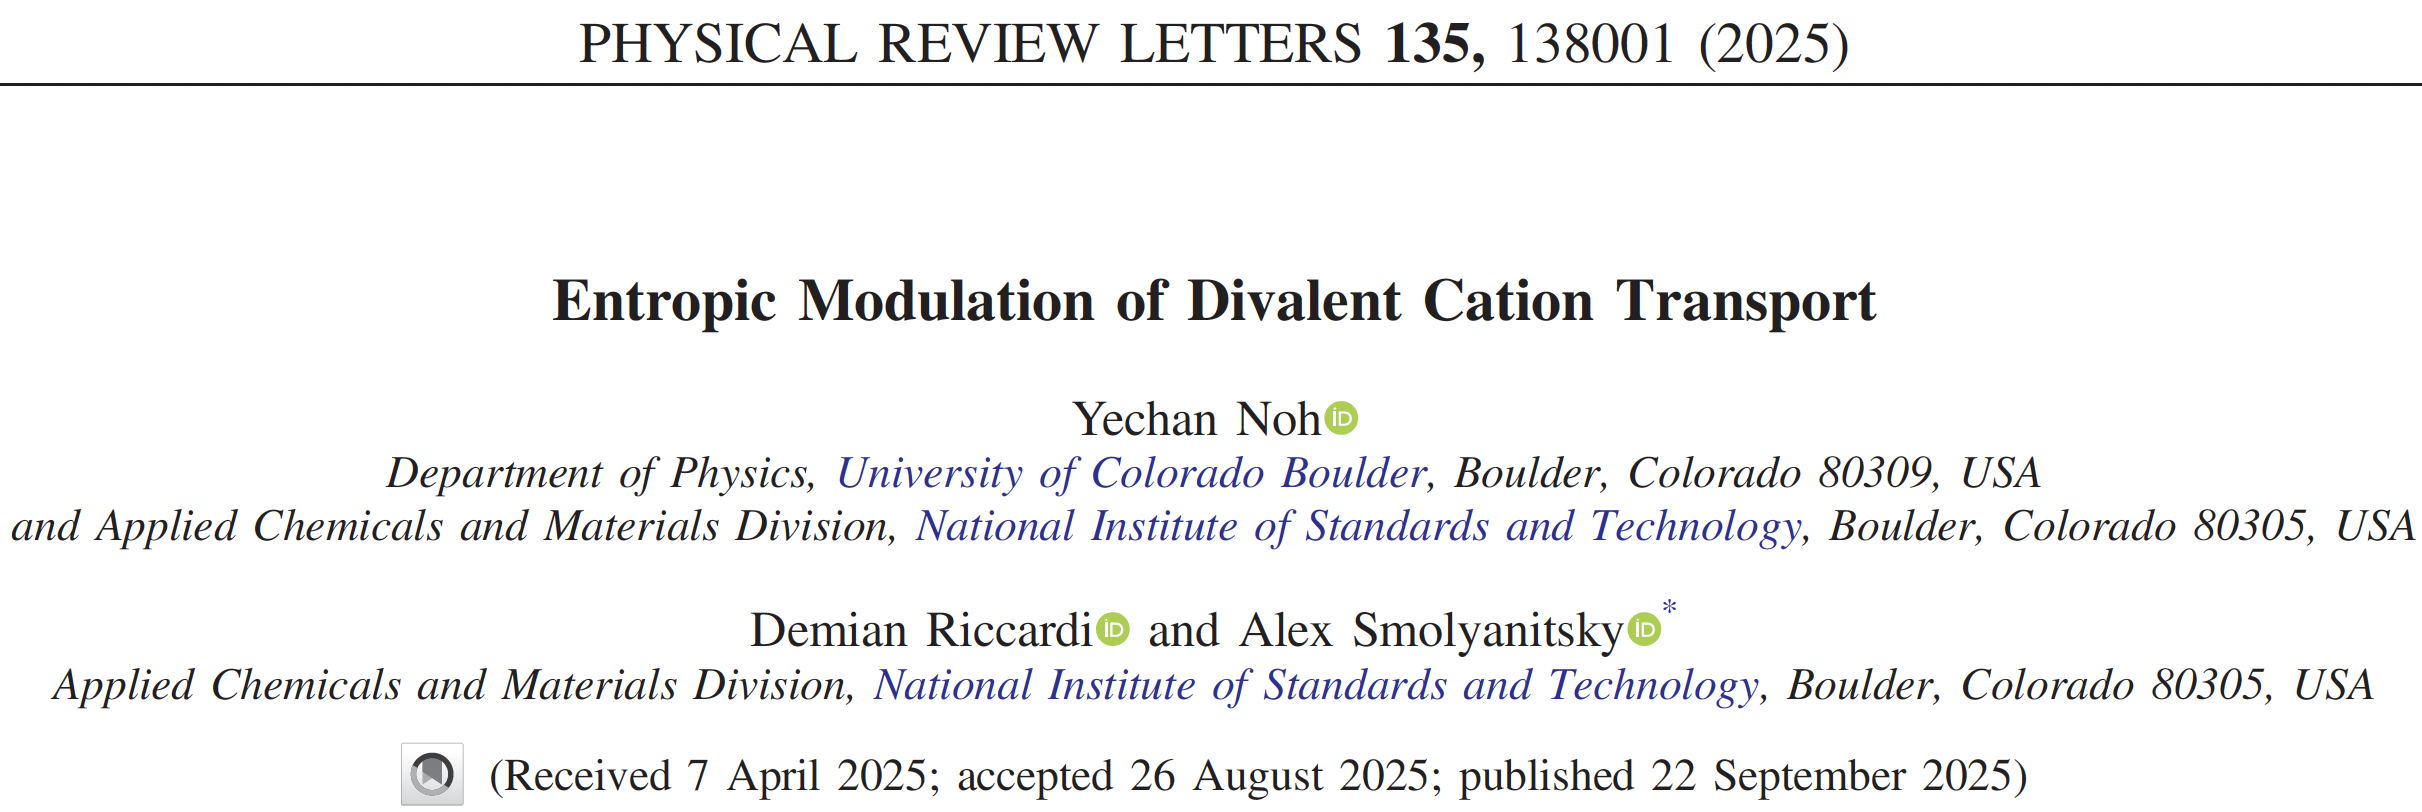 PHYSICAL REVIEW LETTERS 135, 138001 (2025)
Entropic Modulation of Divalent Cation Transport
Yechan Noh iD
Department of Physics, University of Colorado Boulder, Boulder, Colorado 80309, USA
and Applied Chemicals and Materials Division, National Institute of Standards and Technology, Boulder, Colorado 80305, USA
Demian Riccardi iD and Alex Smolyanitsky iD *
Applied Chemicals and Materials Division, National Institute of Standards and Technology, Boulder, Colorado 80305, USA
(Received 7 April 2025; accepted 26 August 2025; published 22 September 2025)